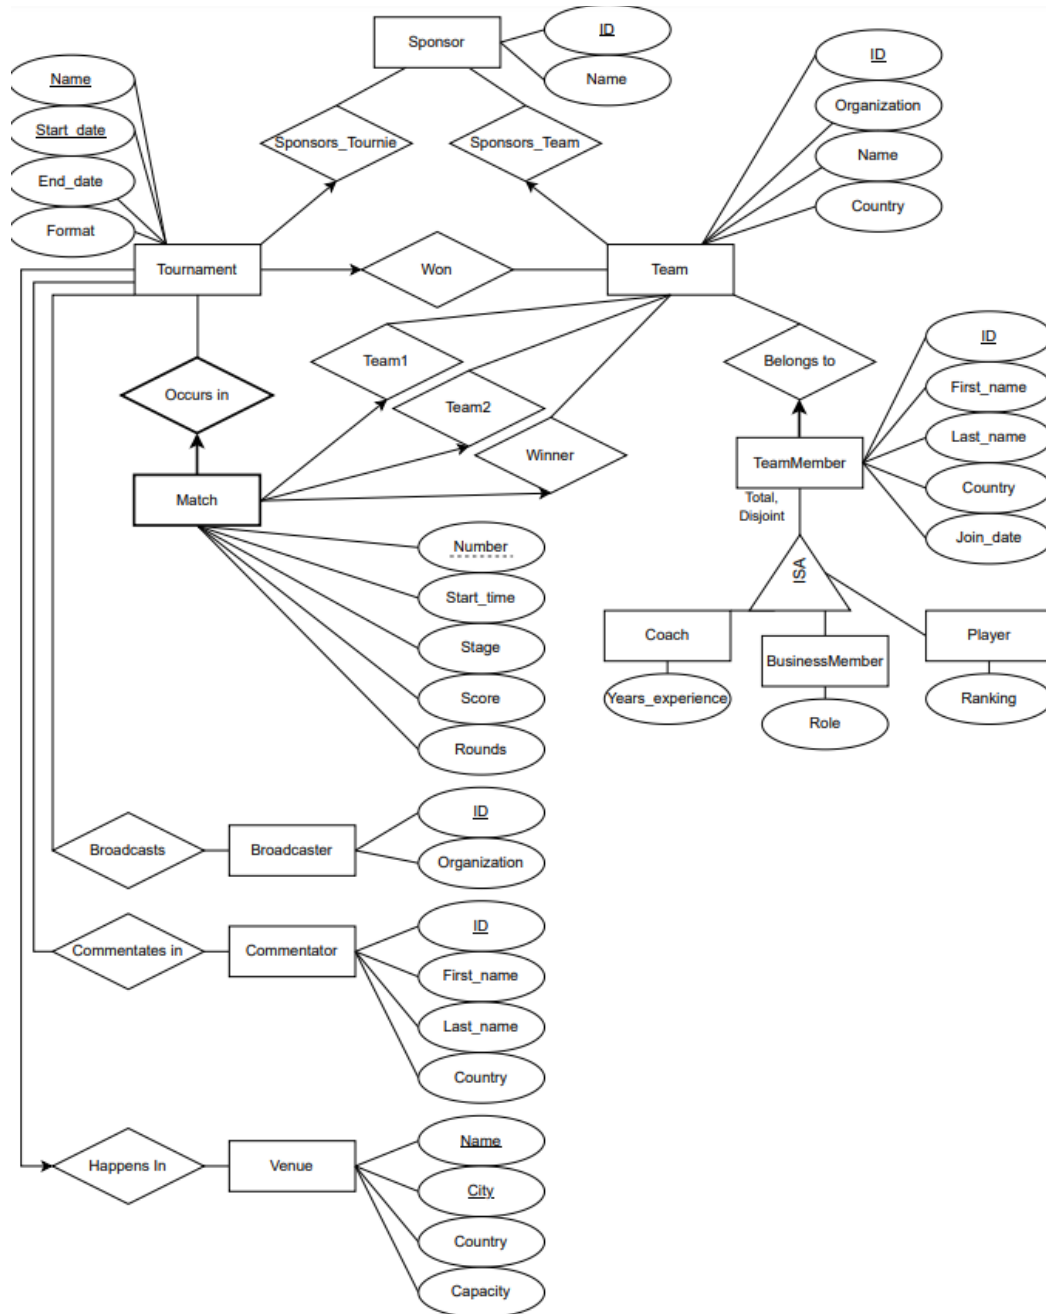 Sponsor
ID
Name
Name
Start_date
End_date
Format
ID
Organization
Name
Country
Sponsors_Tournie
Sponsors_Team
Tournament
Won
Team
Team1
Team2
Winner
Occurs in
Match
Belongs to
TeamMember
Total,
Disjoint
ID
First_name
Last_name
Country
Join_date
ISA
Coach
BusinessMember
Player
Years_experience
Role
Ranking
Number
Start_time
Stage
Score
Rounds
Broadcasts
Broadcaster
ID
Organization
Commentates in
Commentator
ID
First_name
Last_name
Country
Happens In
Venue
Name
City
Country
Capacity